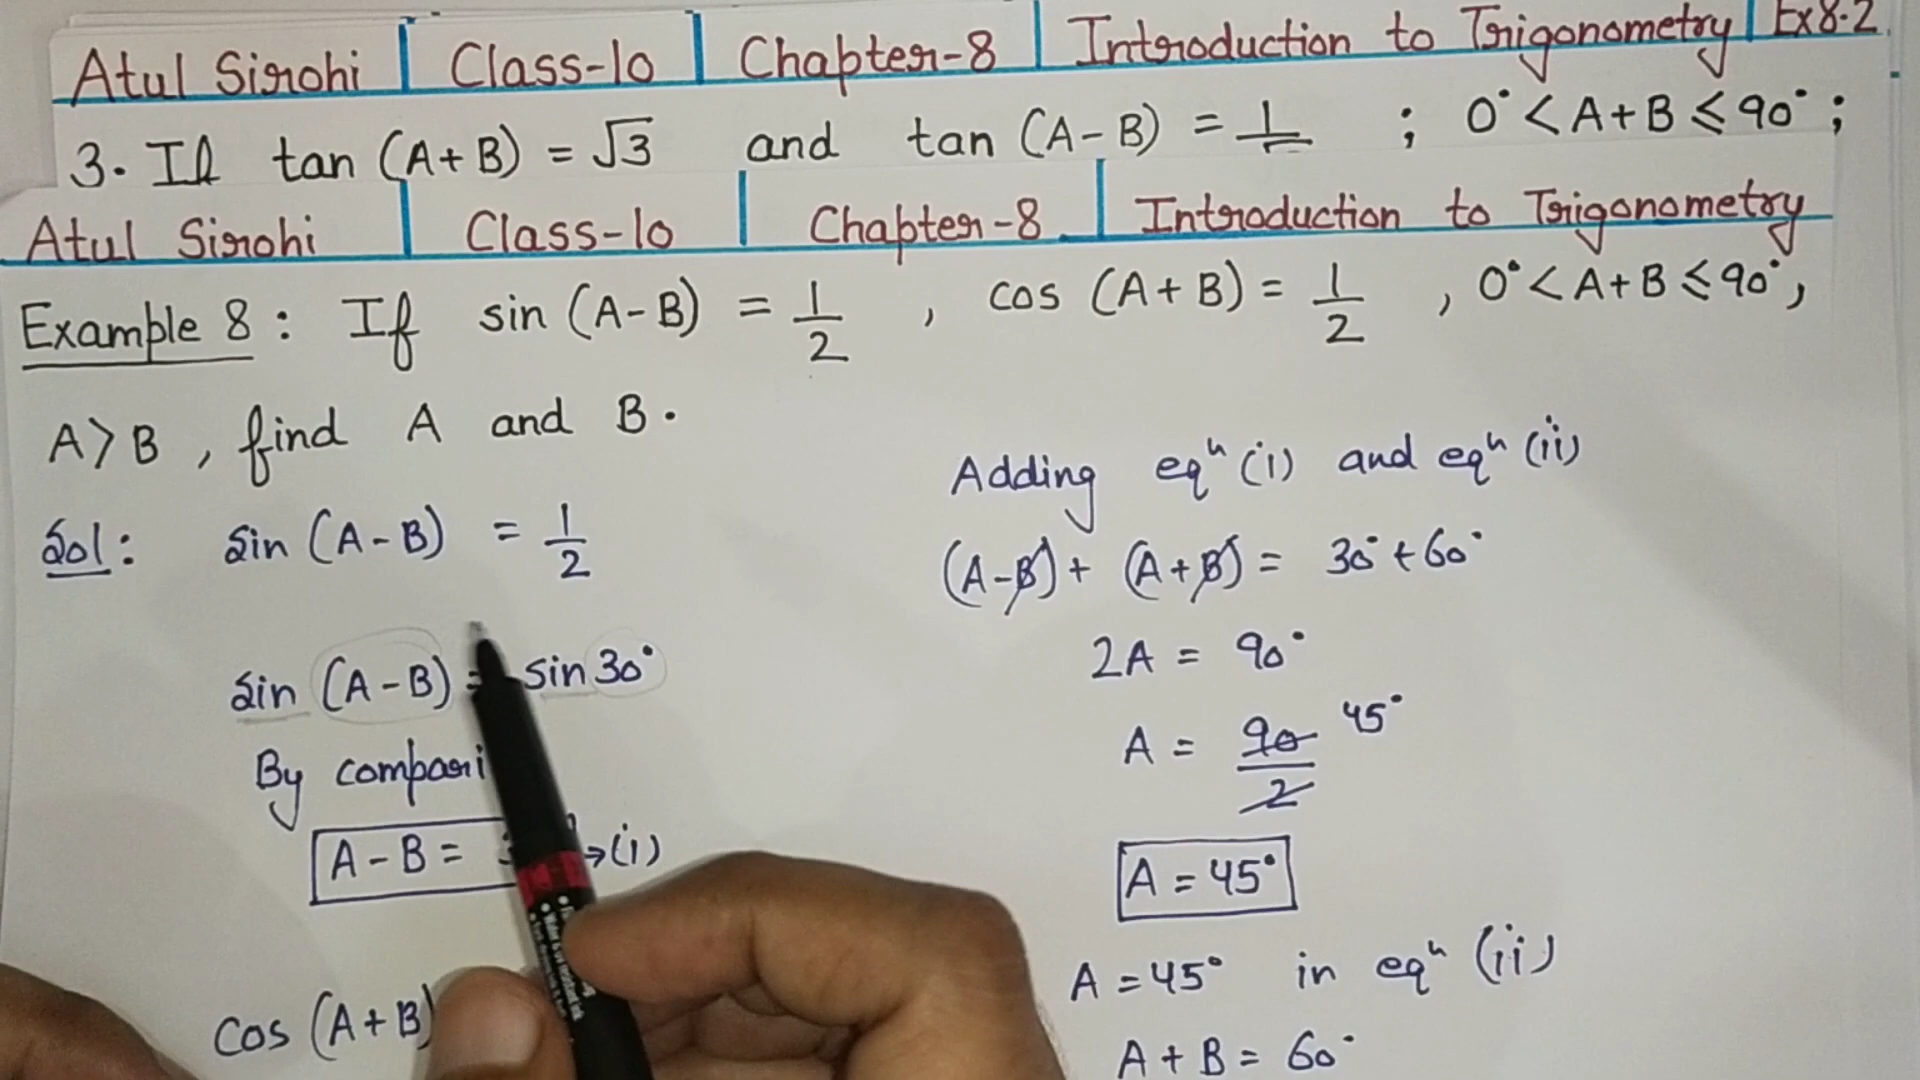 Atul Sirohi | Class-10 | Chapter-8 | Introduction to Trigonometry | Ex 8.2
3. If tan (A+B) = √3 and tan (A-B) = 1 ; 0° < A+B ≤ 90° ;
Atul Sirohi | Class-10 | Chapter-8 | Introduction to Trigonometry
Example 8 : If sin (A-B) = 1/2 , cos (A+B) = 1/2 , 0° < A+B ≤ 90° ,
A > B , find A and B.
Sol : Sin (A-B) = 1/2
Sin (A-B) = sin 30°
By compari
A-B = → (i)
Cos (A+B)
Adding eqn (i) and eqn (ii)
(A-B) + (A+B) = 30° + 60°
2A = 90°
A = 90/2 45°
A = 45°
A = 45° in eqn (ii)
A + B = 60°